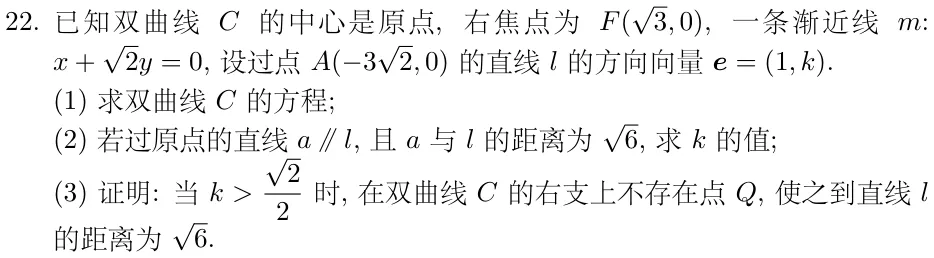 22. 已知双曲线 C 的中心是原点, 右焦点为 F(√3, 0), 一条渐近线 m:
x + √2y = 0, 设过点 A(−3√2, 0) 的直线 l 的方向向量 e = (1, k).
(1) 求双曲线 C 的方程;
(2) 若过原点的直线 a ∥ l, 且 a 与 l 的距离为 √6, 求 k 的值;
(3) 证明: 当 k > √2/2 时, 在双曲线 C 的右支上不存在点 Q, 使之到直线 l
的距离为 √6.